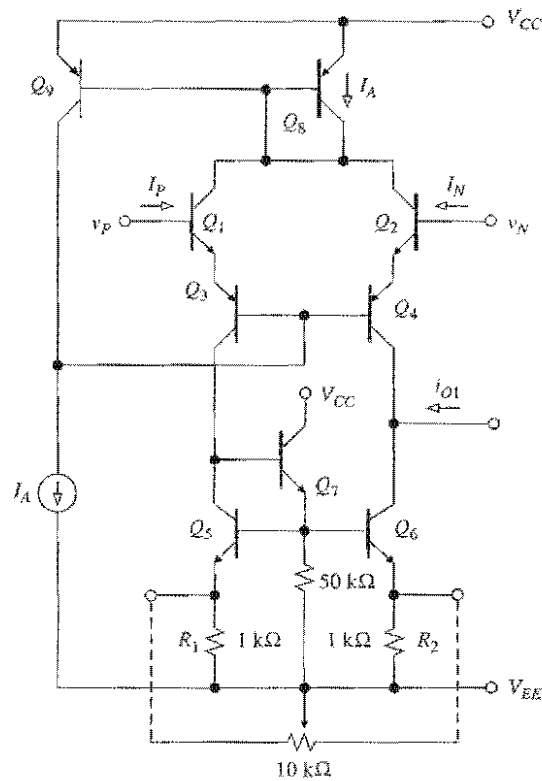 V_CC
Q_9
I_A
Q_8
I_P
I_N
v_P
Q_1
Q_2
v_N
Q_3
Q_4
V_CC
i_O1
I_A
Q_7
Q_5
Q_6
50 kΩ
R_1
1 kΩ
1 kΩ
R_2
V_EE
10 kΩ